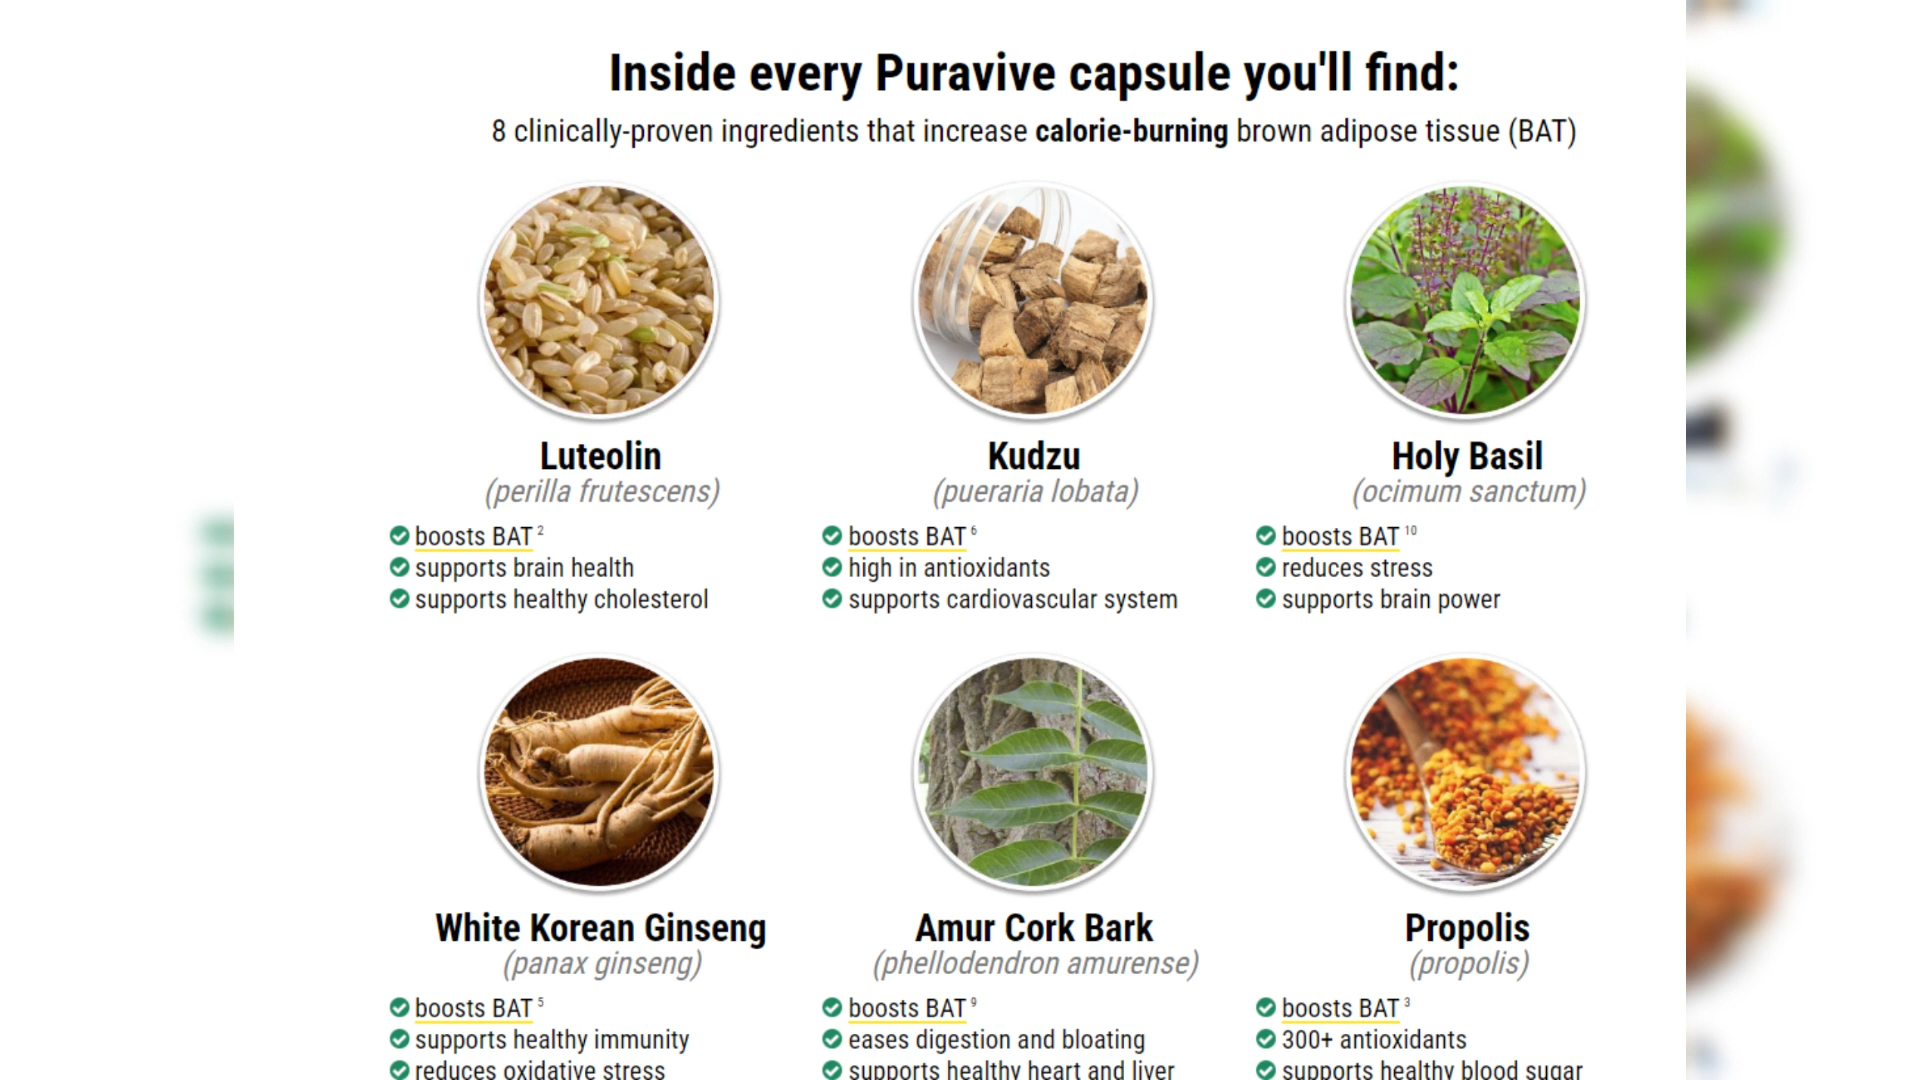 Inside every Puravive capsule you'll find:
8 clinically-proven ingredients that increase calorie-burning brown adipose tissue (BAT)
Luteolin
(perilla frutescens)
boosts BAT 2
supports brain health
supports healthy cholesterol
Kudzu
(pueraria lobata)
boosts BAT 6
high in antioxidants
supports cardiovascular system
Holy Basil
(ocimum sanctum)
boosts BAT 10
reduces stress
supports brain power
White Korean Ginseng
(panax ginseng)
boosts BAT 5
supports healthy immunity
reduces oxidative stress
Amur Cork Bark
(phellodendron amurense)
boosts BAT 9
eases digestion and bloating
supports healthy heart and liver
Propolis
(propolis)
boosts BAT 3
300+ antioxidants
supports healthy blood sugar